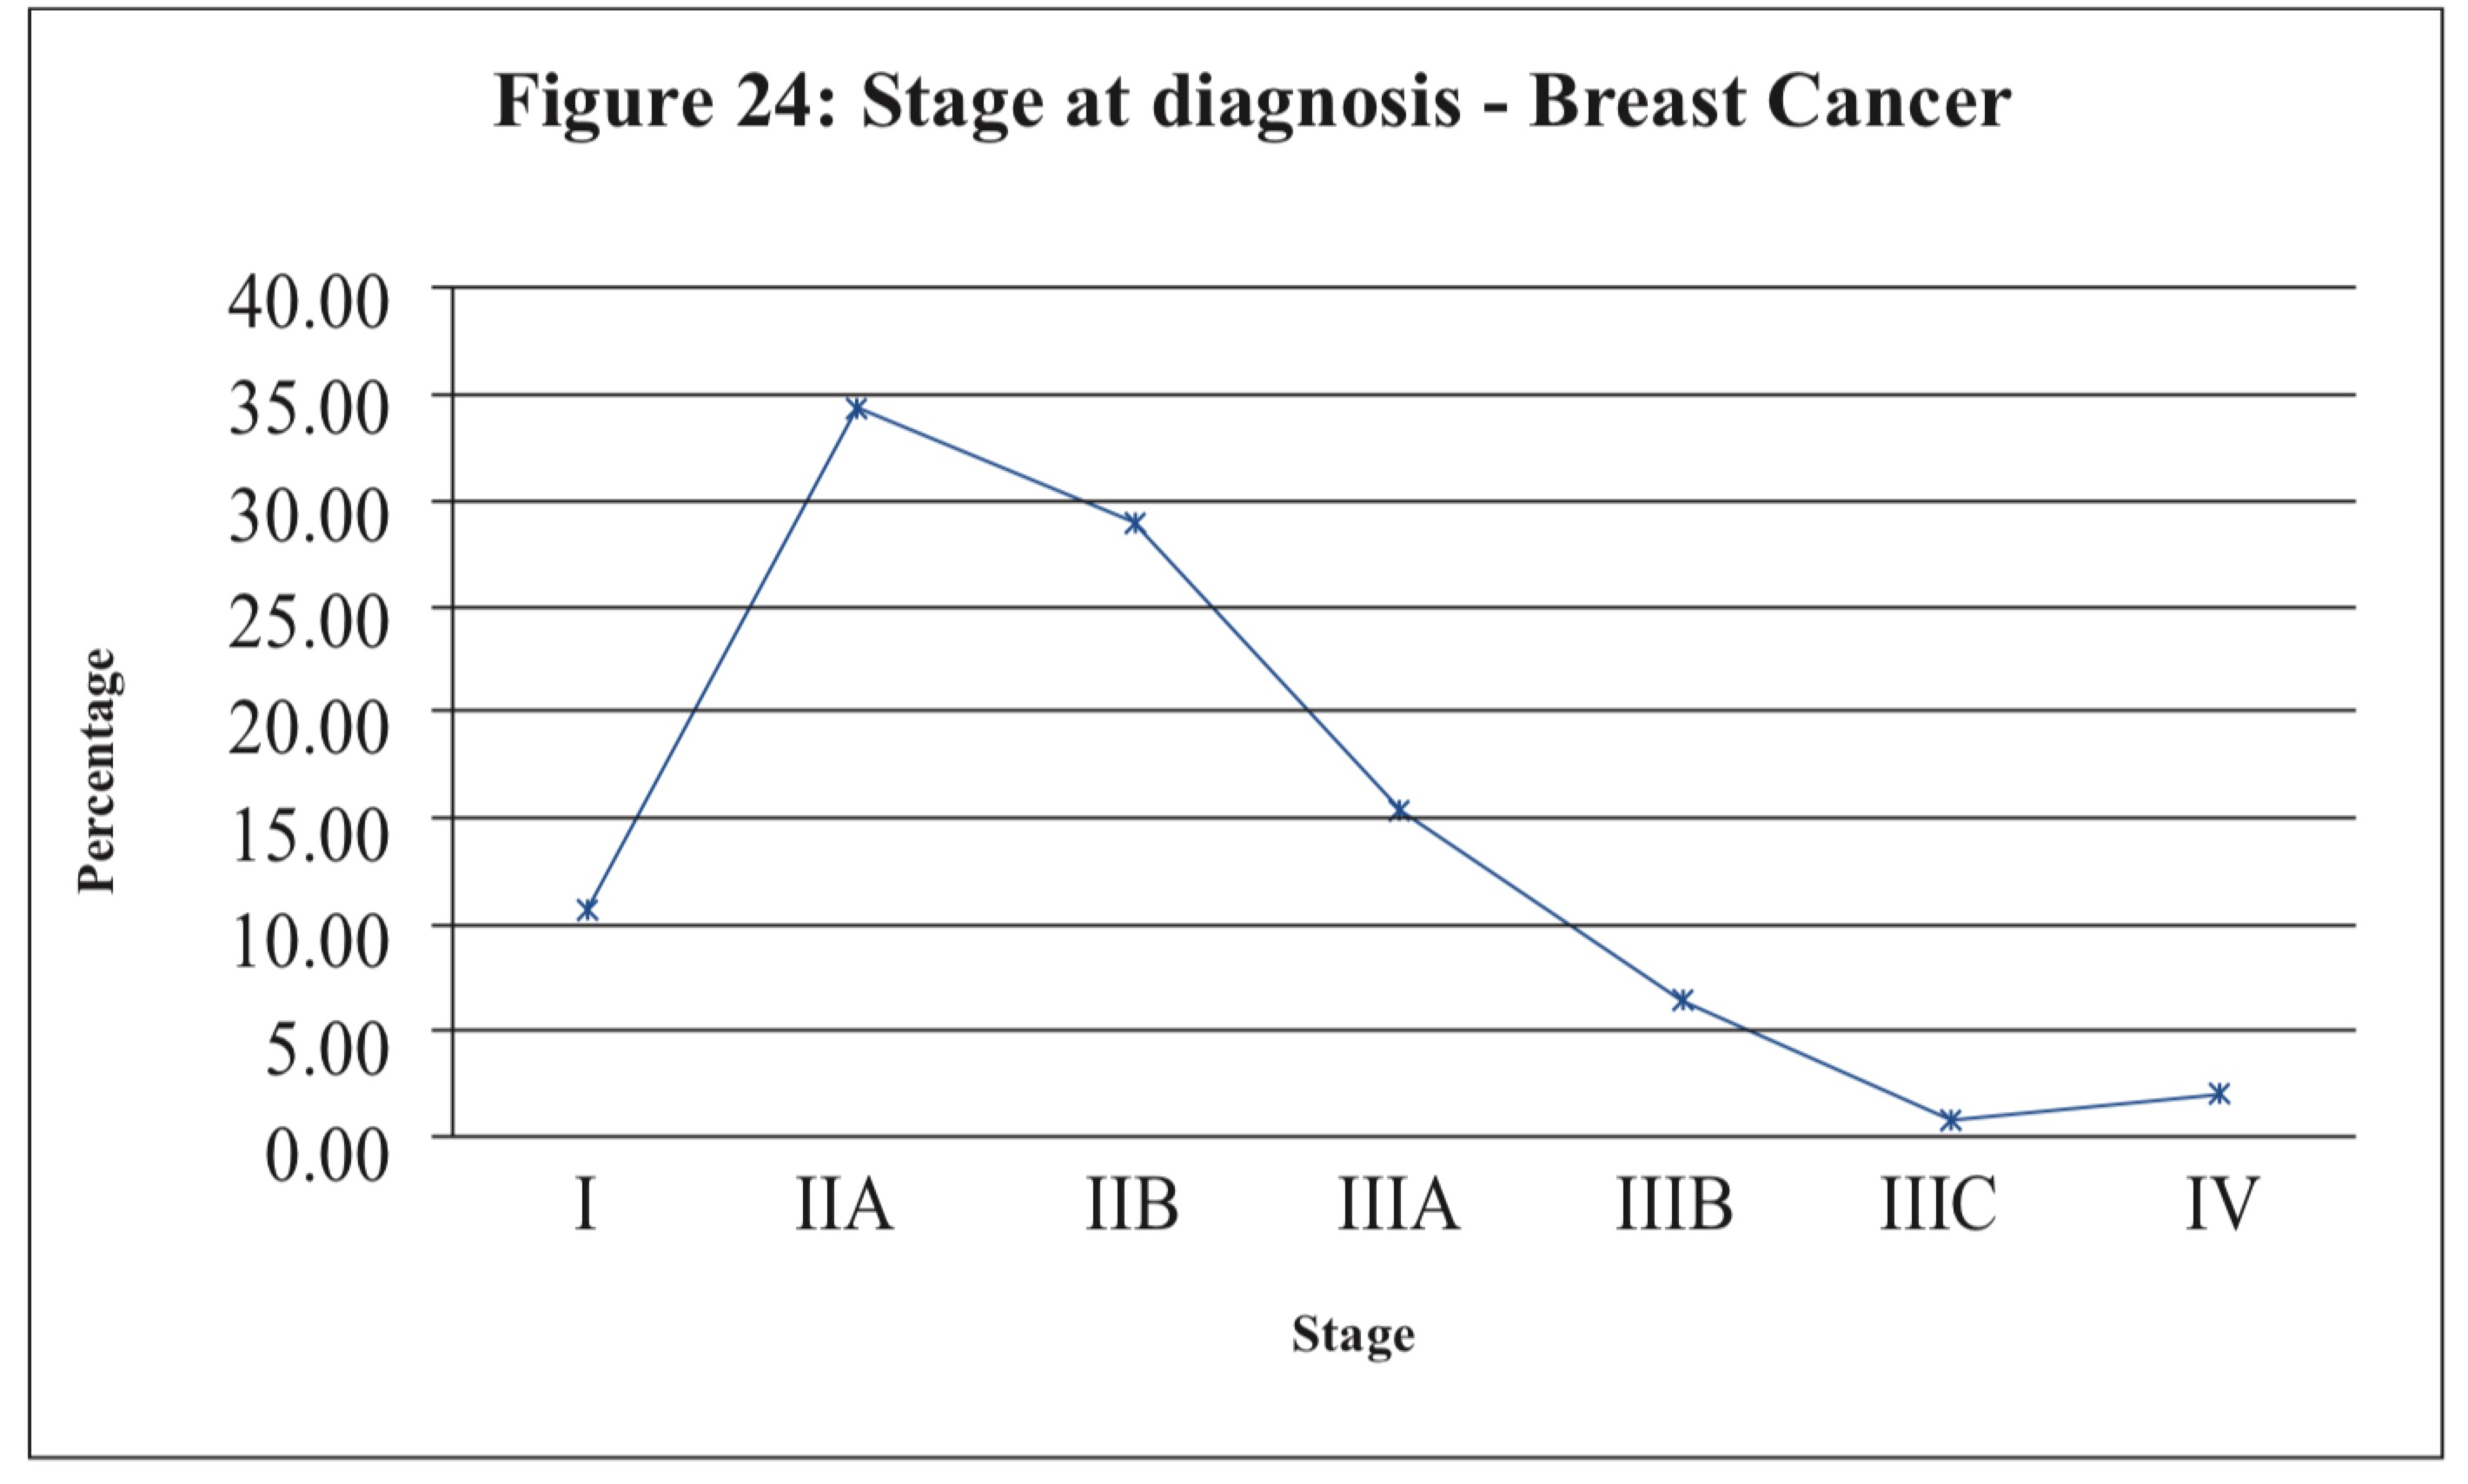 Figure 24: Stage at diagnosis - Breast Cancer
40.00
35.00
30.00
25.00
20.00
15.00
10.00
5.00
0.00
Percentage
I IIA IIB IIIA IIIB IIIC IV
Stage